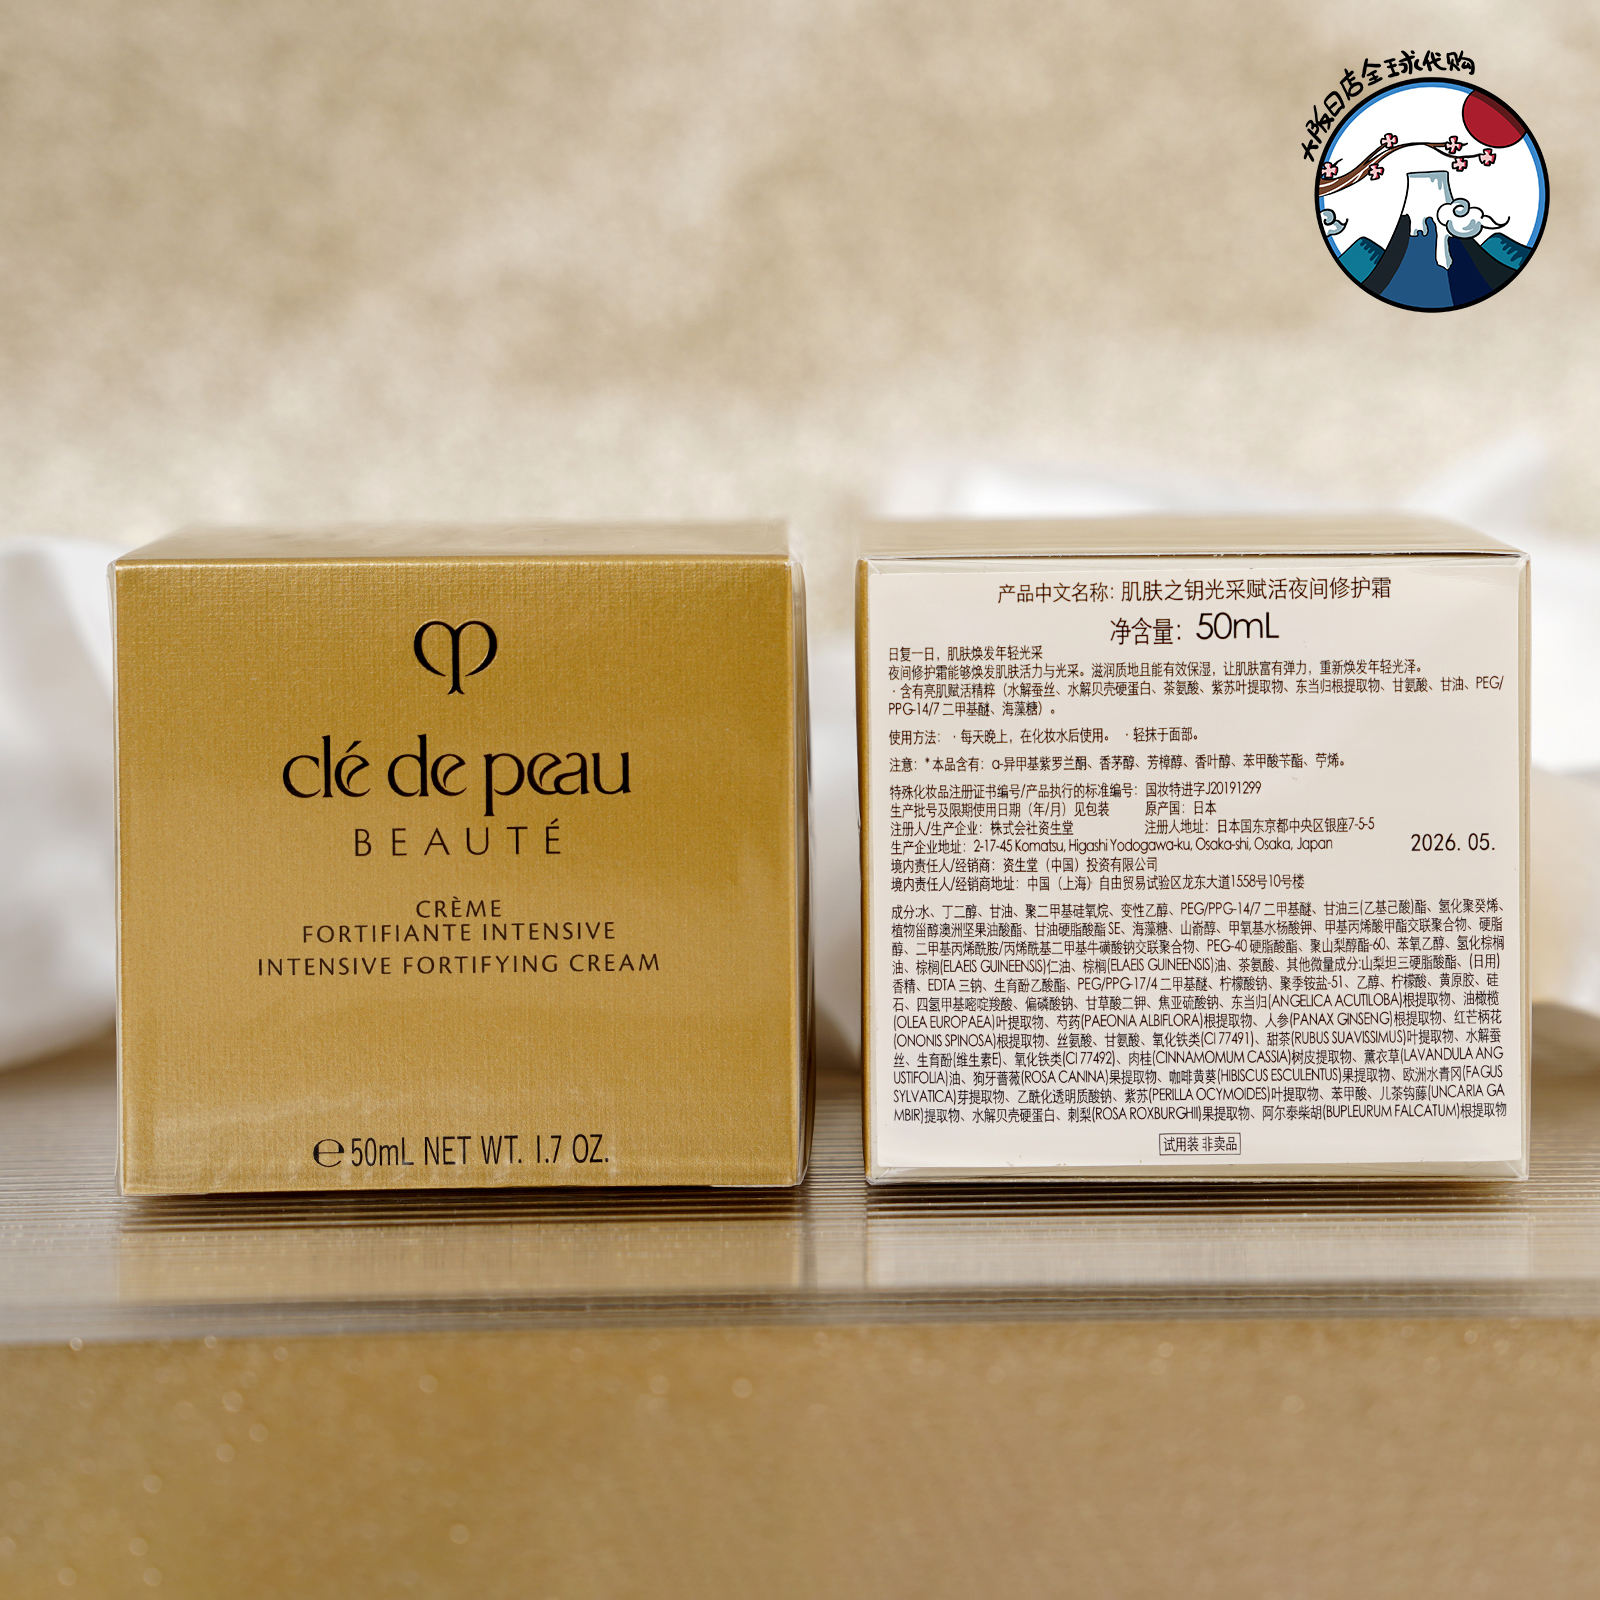 大阪日店全球代购
clé de peau
BEAUTÉ
CRÈME
FORTIFIANTE INTENSIVE
INTENSIVE FORTIFYING CREAM
℮ 50mL NET WT. 1.7 OZ.
产品中文名称: 肌肤之钥光采赋活夜间修护霜
净含量: 50mL
日复一日，肌肤焕发年轻光采
夜间修护霜能够焕发肌肤活力与光采。滋润质地且能有效保湿，让肌肤富有弹力，重新焕发年轻光泽。
·含有亮肌赋活精粹（水解蚕丝、水解贝壳硬蛋白、茶氨酸、紫苏叶提取物、东当归根提取物、甘氨酸、甘油、PEG/
PPG-14/7 二甲基醚、海藻糖）。
使用方法: ·每天晚上，在化妆水后使用。 ·轻抹于面部。
注意: *本品含有: α-异甲基紫罗兰酮、香茅醇、芳樟醇、香叶醇、苯甲酸苄酯、苧烯。
特殊化妆品注册证书编号/产品执行的标准编号: 国妆特进字J20191299
生产批号及限期使用日期（年/月）见包装 原产国: 日本
注册人/生产企业: 株式会社资生堂 注册人地址: 日本国东京都中央区银座7-5-5
生产企业地址: 2-17-45 Komatsu, Higashi Yodogawa-ku, Osaka-shi, Osaka, Japan
2026. 05.
境内责任人/经销商: 资生堂（中国）投资有限公司
境内责任人/经销商地址: 中国（上海）自由贸易试验区龙东大道1558号10号楼
成分:水、丁二醇、甘油、聚二甲基硅氧烷、变性乙醇、PEG/PPG-14/7 二甲基醚、甘油三(乙基己酸)酯、氢化聚癸烯、
植物甾醇澳洲坚果油酸酯、甘油硬脂酸酯 SE、海藻糖、山嵛醇、甲氧基水杨酸钾、甲基丙烯酸甲酯交联聚合物、硬脂
醇、二甲基丙烯酰胺/丙烯酰基二甲基牛磺酸钠交联聚合物、PEG-40 硬脂酸酯、聚山梨醇酯-60、苯氧乙醇、氢化棕榈
油、棕榈(ELAEIS GUINEENSIS)仁油、棕榈(ELAEIS GUINEENSIS)油、茶氨酸、其他微量成分:山梨坦三硬脂酸酯、(日用)
香精、EDTA 三钠、生育酚乙酸酯、PEG/PPG-17/4 二甲基醚、柠檬酸钠、聚季铵盐-51、乙醇、柠檬酸、黄原胶、硅
石、四氢甲基嘧啶羧酸、偏磷酸钠、甘草酸二钾、焦亚硫酸钠、东当归(ANGELICA ACUTILOBA)根提取物、油橄榄
(OLEA EUROPAEA)叶提取物、芍药(PAEONIA ALBIFLORA)根提取物、人参(PANAX GINSENG)根提取物、红芒柄花
(ONONIS SPINOSA)根提取物、丝氨酸、甘氨酸、氧化铁类(CI 77491)、甜茶(RUBUS SUAVISSIMUS)叶提取物、水解蚕
丝、生育酚(维生素E)、氧化铁类(CI 77492)、肉桂(CINNAMOMUM CASSIA)树皮提取物、薰衣草(LAVANDULA ANG
USTIFOLIA)油、狗牙蔷薇(ROSA CANINA)果提取物、咖啡黄葵(HIBISCUS ESCULENTUS)果提取物、欧洲水青冈(FAGUS
SYLVATICA)芽提取物、乙酰化透明质酸钠、紫苏(PERILLA OCYMOIDES)叶提取物、苯甲酸、儿茶钩藤(UNCARIA GA
MBIR)提取物、水解贝壳硬蛋白、刺梨(ROSA ROXBURGHII)果提取物、阿尔泰柴胡(BUPLEURUM FALCATUM)根提取物
试用装 非卖品